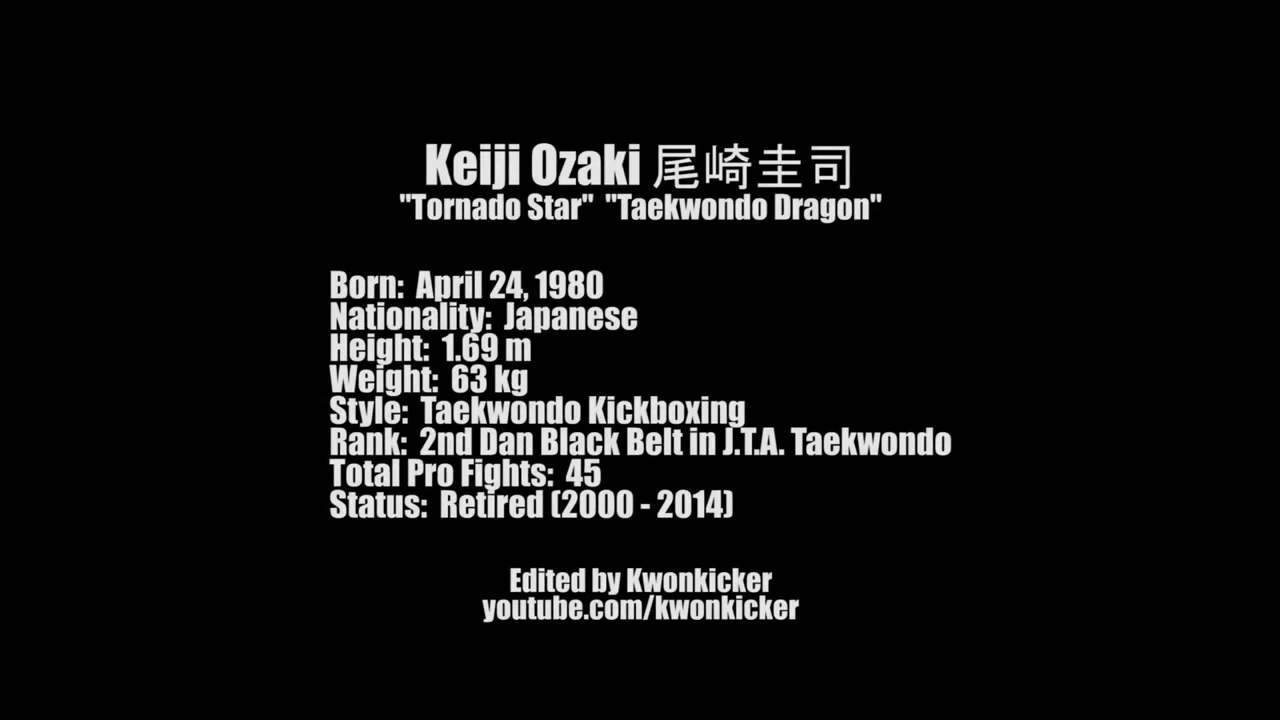 Keiji Ozaki 尾崎圭司
"Tornado Star" "Taekwondo Dragon"
Born: April 24, 1980
Nationality: Japanese
Height: 1.69 m
Weight: 63 kg
Style: Taekwondo Kickboxing
Rank: 2nd Dan Black Belt in J.T.A. Taekwondo
Total Pro Fights: 45
Status: Retired (2000 - 2014)
Edited by Kwonkicker
youtube.com/kwonkicker